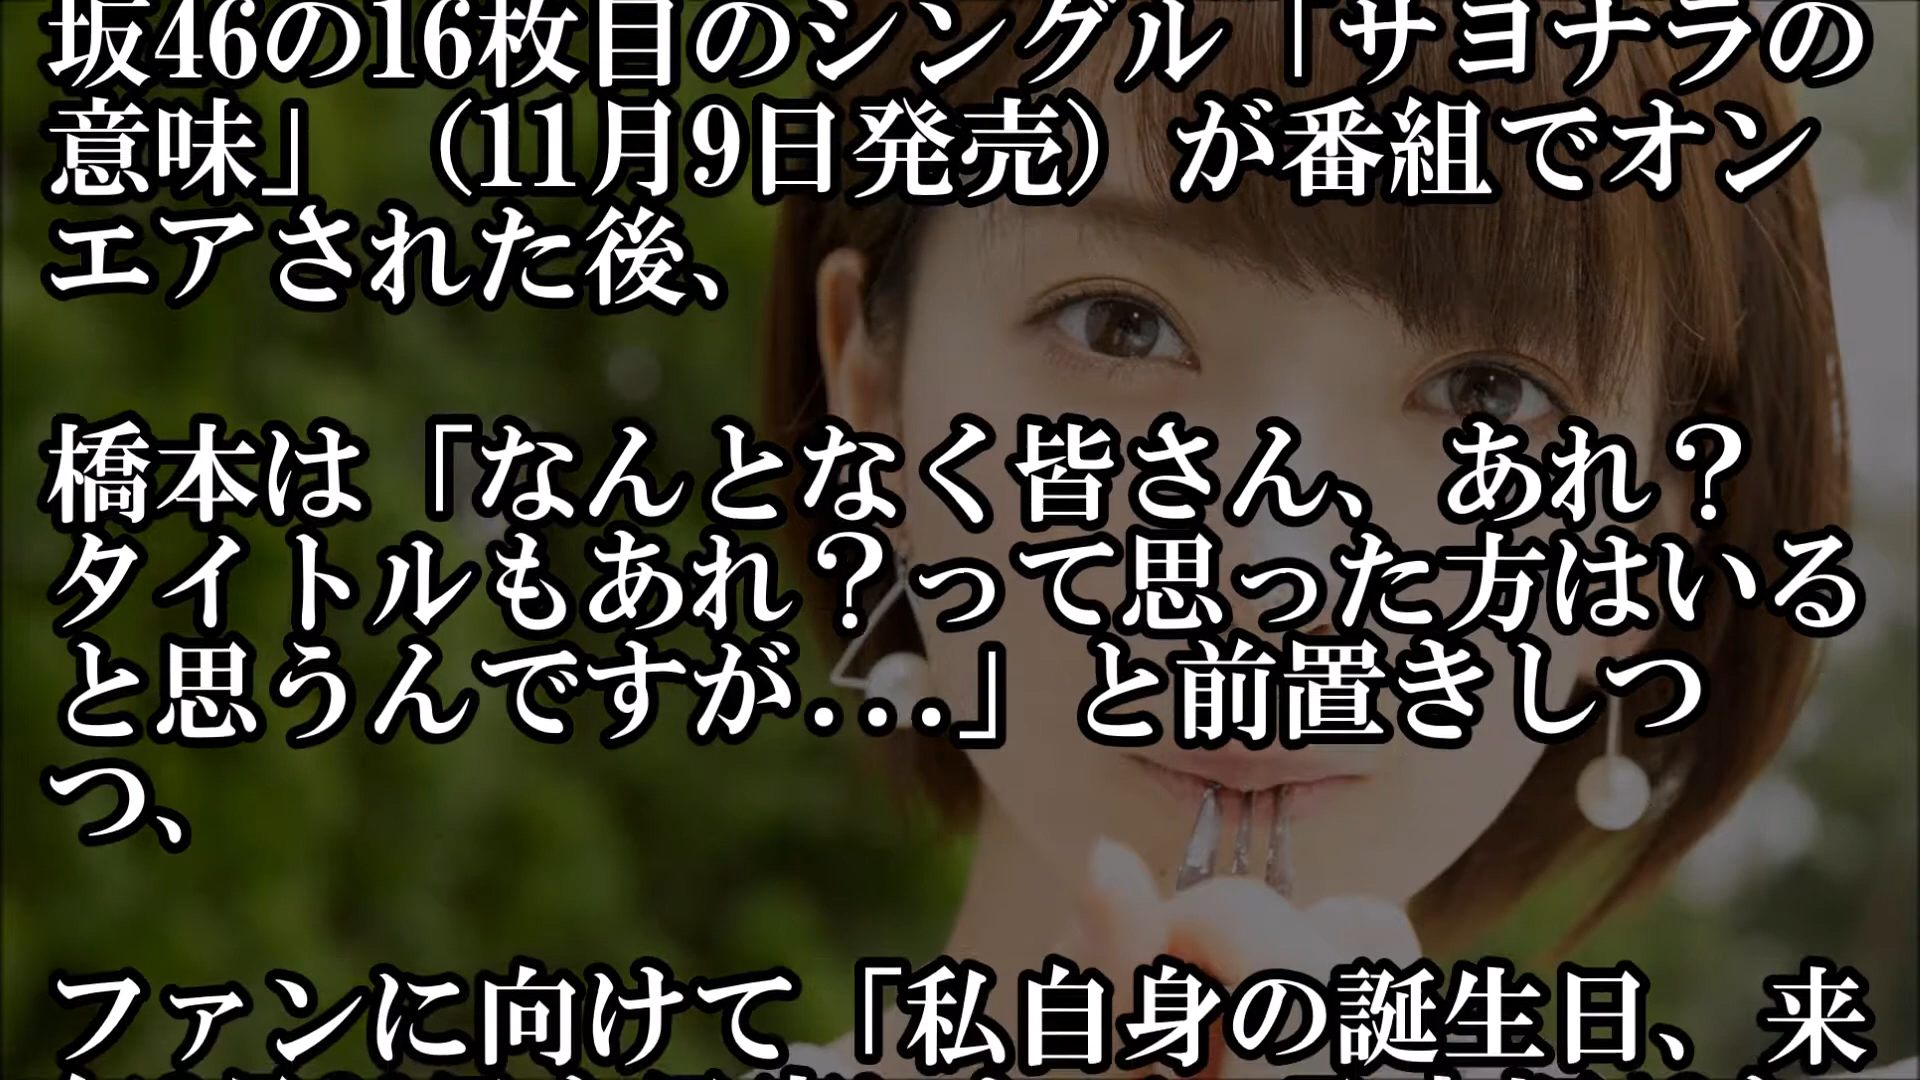 坂46の16枚目のシングル「サヨナラの
意味」（11月9日発売）が番組でオン
エアされた後、
橋本は「なんとなく皆さん、あれ？
タイトルもあれ？って思った方はいる
と思うんですが...」と前置きしつ
つ、
ファンに向けて「私自身の誕生日、来